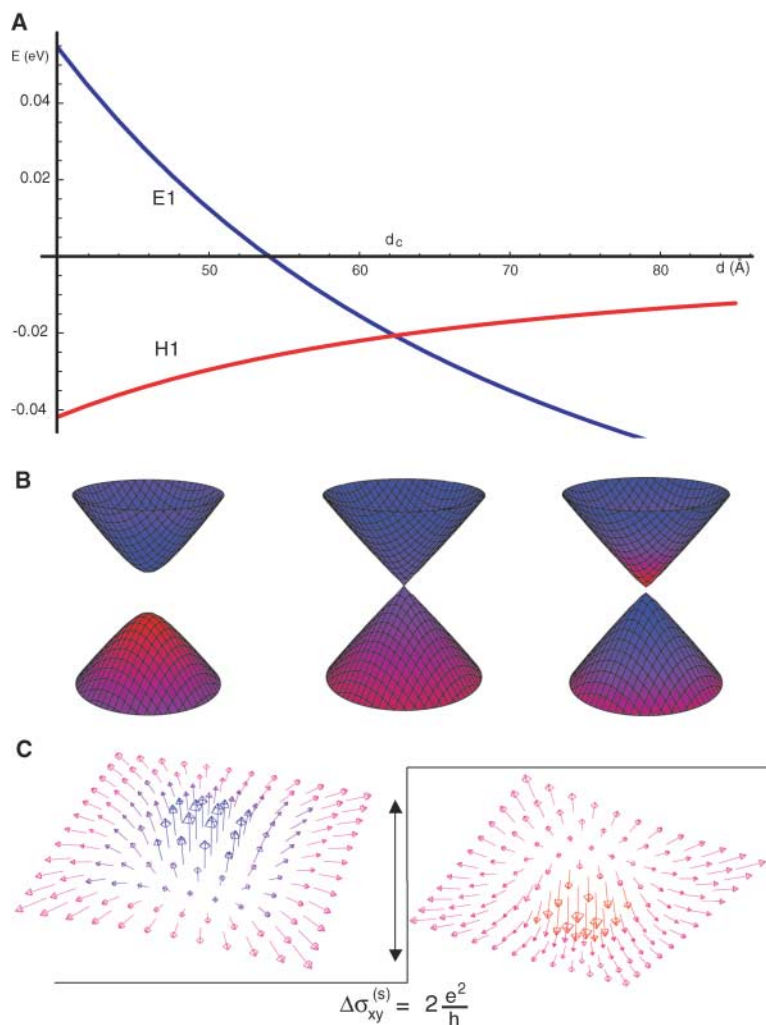 A
E (eV)
0.04
0.02
E1
d_c
50 60 70 80 d (Å)
-0.02
H1
-0.04
B
C
Δσ_xy^(s) = 2 e²/h